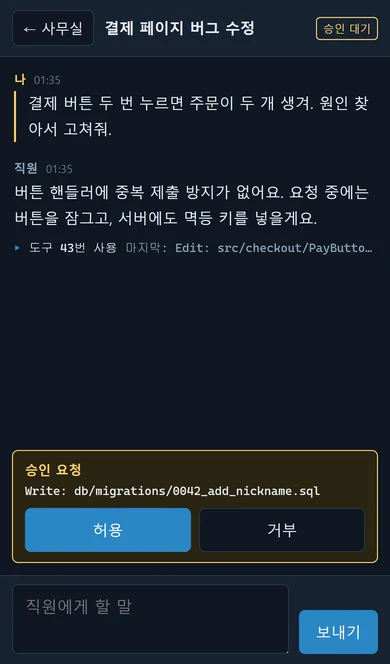 ← 사무실
결제 페이지 버그 수정
승인 대기
나 01:35
결제 버튼 두 번 누르면 주문이 두 개 생겨. 원인 찾
아서 고쳐줘.
직원 01:35
버튼 핸들러에 중복 제출 방지가 없어요. 요청 중에는
버튼을 잠그고, 서버에도 멱등 키를 넣을게요.
▸ 도구 43번 사용 마지막: Edit: src/checkout/PayButto…
승인 요청
Write: db/migrations/0042_add_nickname.sql
허용
거부
직원에게 할 말
보내기